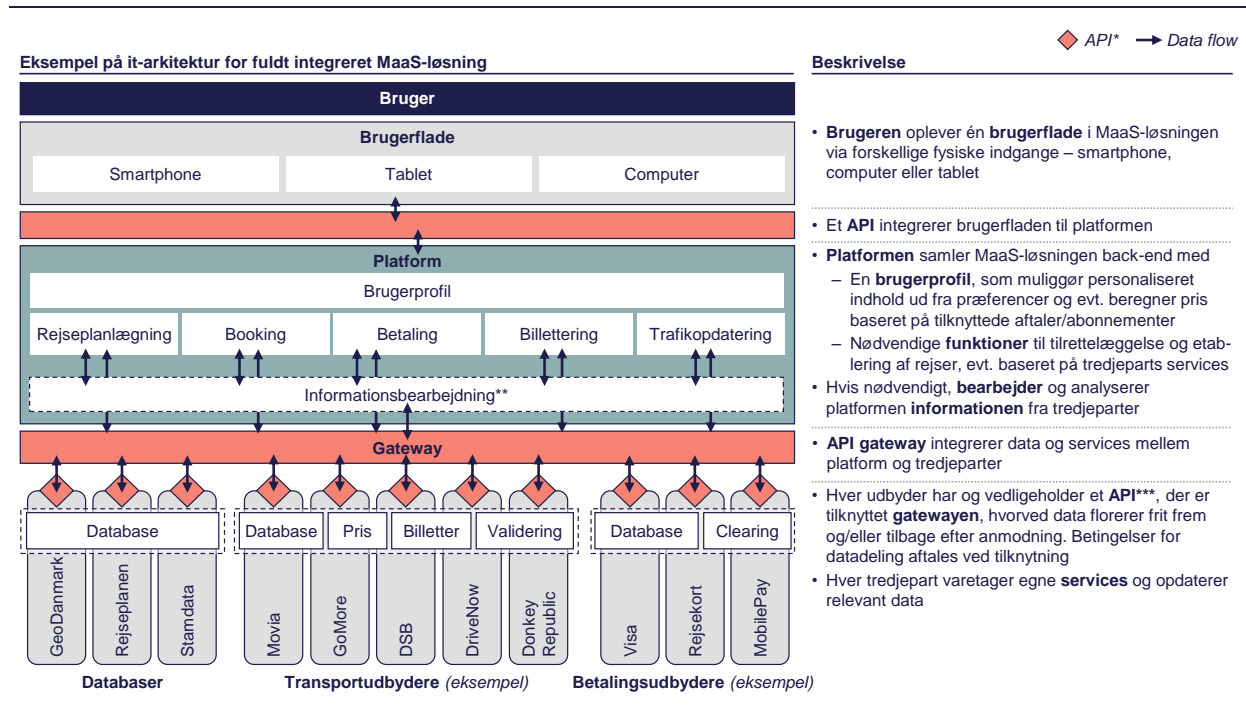 API*
Data flow
Eksempel på it-arkitektur for fuldt integreret MaaS-løsning
Beskrivelse
Bruger
Brugerflade
Smartphone
Tablet
Computer
• Brugeren oplever én brugerflade i MaaS-løsningen
via forskellige fysiske indgange – smartphone,
computer eller tablet
• Et API integrerer brugerfladen til platformen
Platform
Brugerprofil
Rejseplanlægning
Booking
Betaling
Billettering
Trafikopdatering
Informationsbearbejdning**
• Platformen samler MaaS-løsningen back-end med
– En brugerprofil, som muliggør personaliseret
indhold ud fra præferencer og evt. beregner pris
baseret på tilknyttede aftaler/abonnementer
– Nødvendige funktioner til tilrettelæggelse og etab-
lering af rejser, evt. baseret på tredjeparts services
• Hvis nødvendigt, bearbejder og analyserer
platformen informationen fra tredjeparter
Gateway
• API gateway integrerer data og services mellem
platform og tredjeparter
Database
Database
Pris
Billetter
Validering
Database
Clearing
GeoDanmark
Rejseplanen
Stamdata
Movia
GoMore
DSB
DriveNow
Donkey
Republic
Visa
Rejsekort
MobilePay
Databaser
Transportudbydere (eksempel)
Betalingsudbydere (eksempel)
• Hver udbyder har og vedligeholder et API***, der er
tilknyttet gatewayen, hvorved data florerer frit frem
og/eller tilbage efter anmodning. Betingelser for
datadeling aftales ved tilknytning
• Hver tredjepart varetager egne services og opdaterer
relevant data